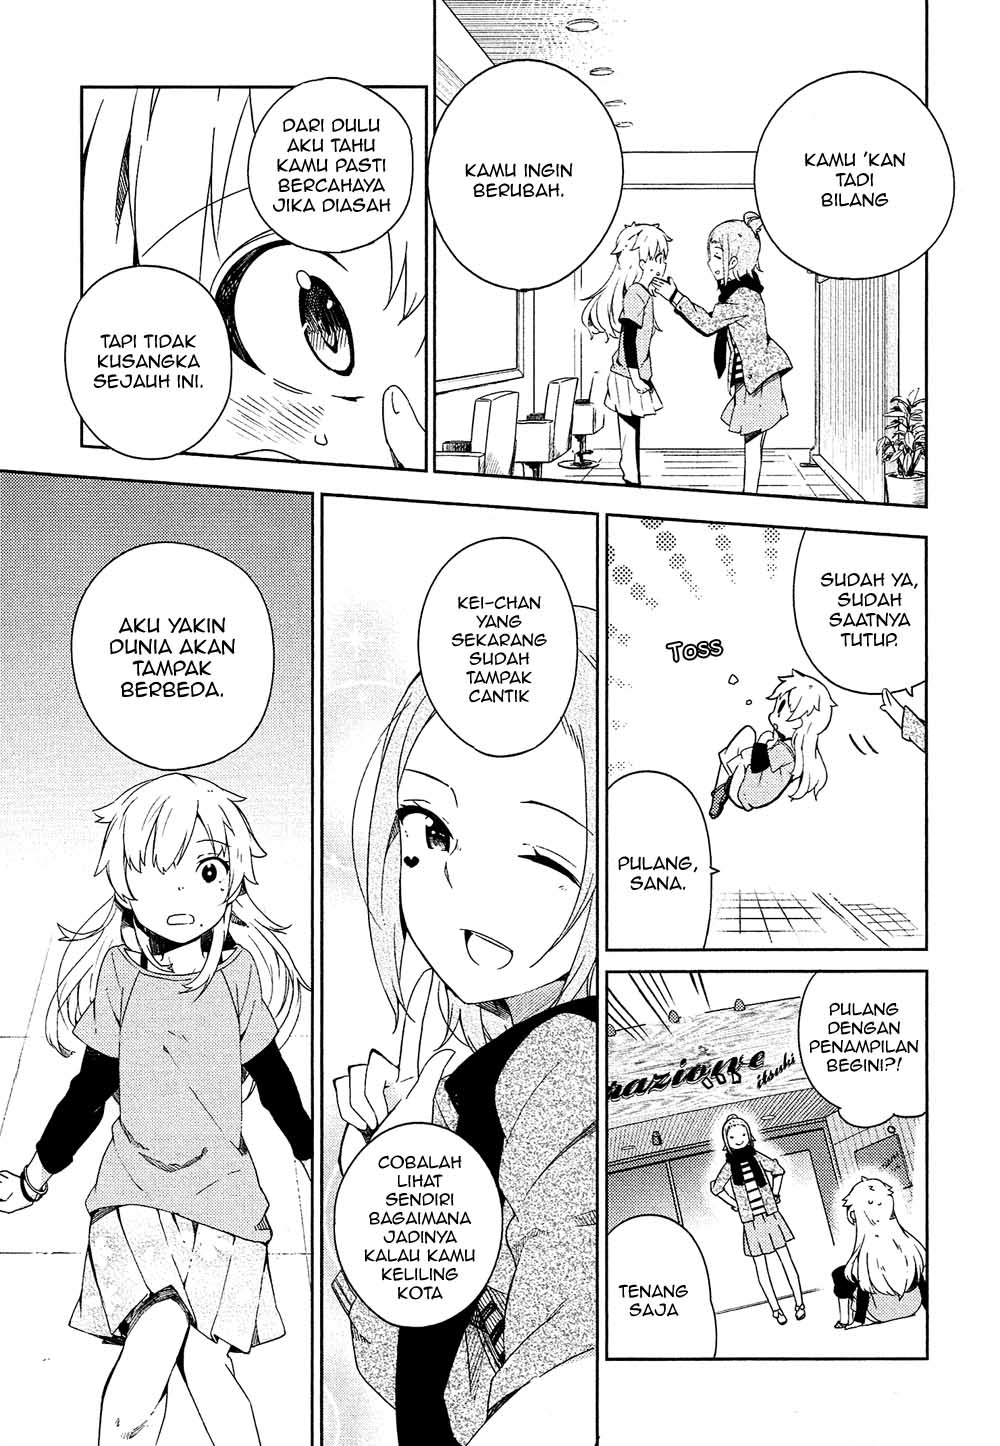 KAMU 'KAN
TADI
BILANG
KAMU INGIN
BERUBAH.
DARI DULU
AKU TAHU
KAMU PASTI
BERCAHAYA
JIKA DIASAH
TAPI TIDAK
KUSANGKA
SEJAUH INI.
SUDAH YA,
SUDAH
SAATNYA
TUTUP.
TOSS
PULANG,
SANA.
PULANG
DENGAN
PENAMPILAN
BEGINI?!
razione
itsuki
TENANG
SAJA
KEI-CHAN
YANG
SEKARANG
SUDAH
TAMPAK
CANTIK
COBALAH
LIHAT
SENDIRI
BAGAIMANA
JADINYA
KALAU KAMU
KELILING
KOTA
AKU YAKIN
DUNIA AKAN
TAMPAK
BERBEDA.